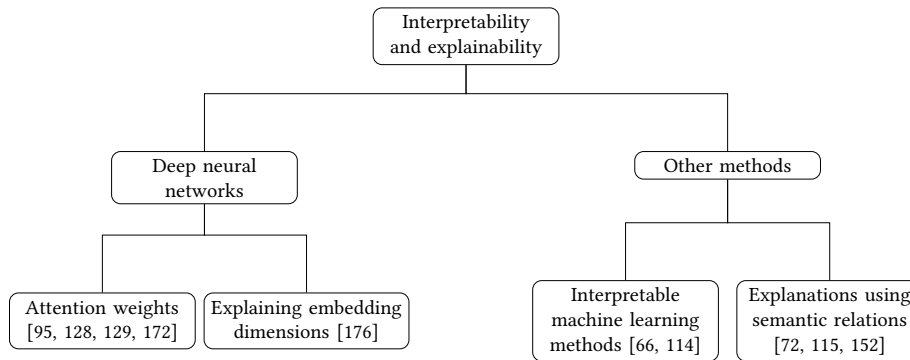 Interpretability
and explainability
Deep neural
networks
Other methods
Attention weights
[95, 128, 129, 172]
Explaining embedding
dimensions [176]
Interpretable
machine learning
methods [66, 114]
Explanations using
semantic relations
[72, 115, 152]